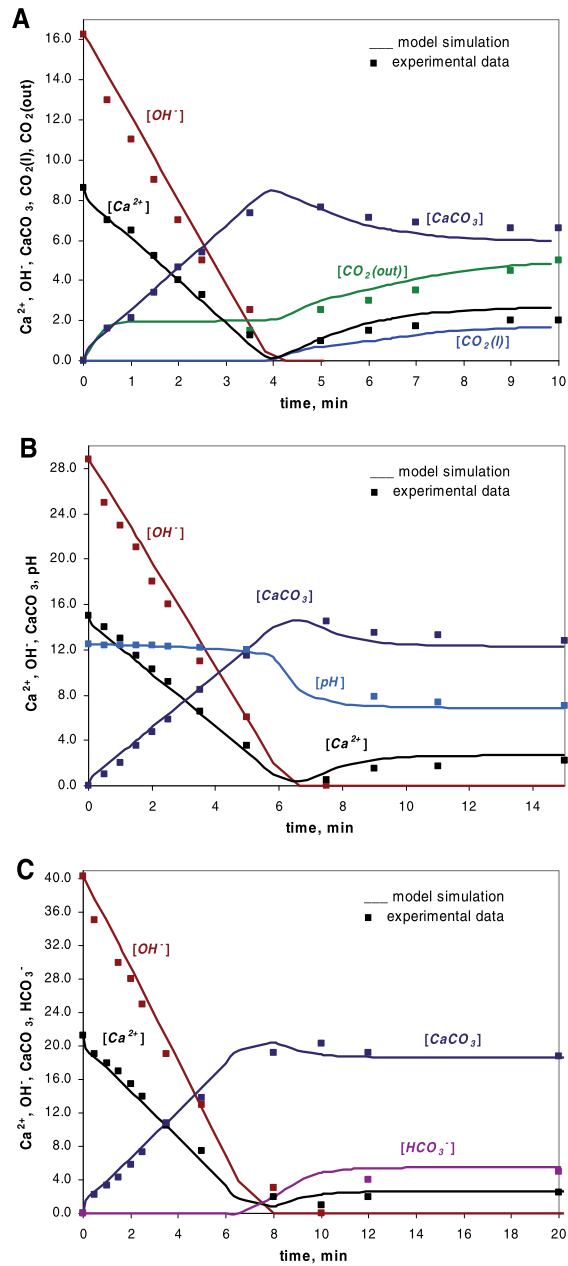 A
16.0
14.0
12.0
10.0
8.0
6.0
4.0
2.0
0.0
Ca²⁺, OH⁻, CaCO₃, CO₂(l), CO₂(out)
___ model simulation
■ experimental data
[OH⁻]
[Ca²⁺]
[CaCO₃]
[CO₂(out)]
[CO₂(l)]
0 1 2 3 4 5 6 7 8 9 10
time, min
B
28.0
24.0
20.0
16.0
12.0
8.0
4.0
0.0
Ca²⁺, OH⁻, CaCO₃, pH
___ model simulation
■ experimental data
[OH⁻]
[CaCO₃]
[pH]
[Ca²⁺]
0 2 4 6 8 10 12 14
time, min
C
40.0
36.0
32.0
28.0
24.0
20.0
16.0
12.0
8.0
4.0
0.0
Ca²⁺, OH⁻, CaCO₃, HCO₃⁻
___ model simulation
■ experimental data
[OH⁻]
[Ca²⁺]
[CaCO₃]
[HCO₃⁻]
0 2 4 6 8 10 12 14 16 18 20
time, min